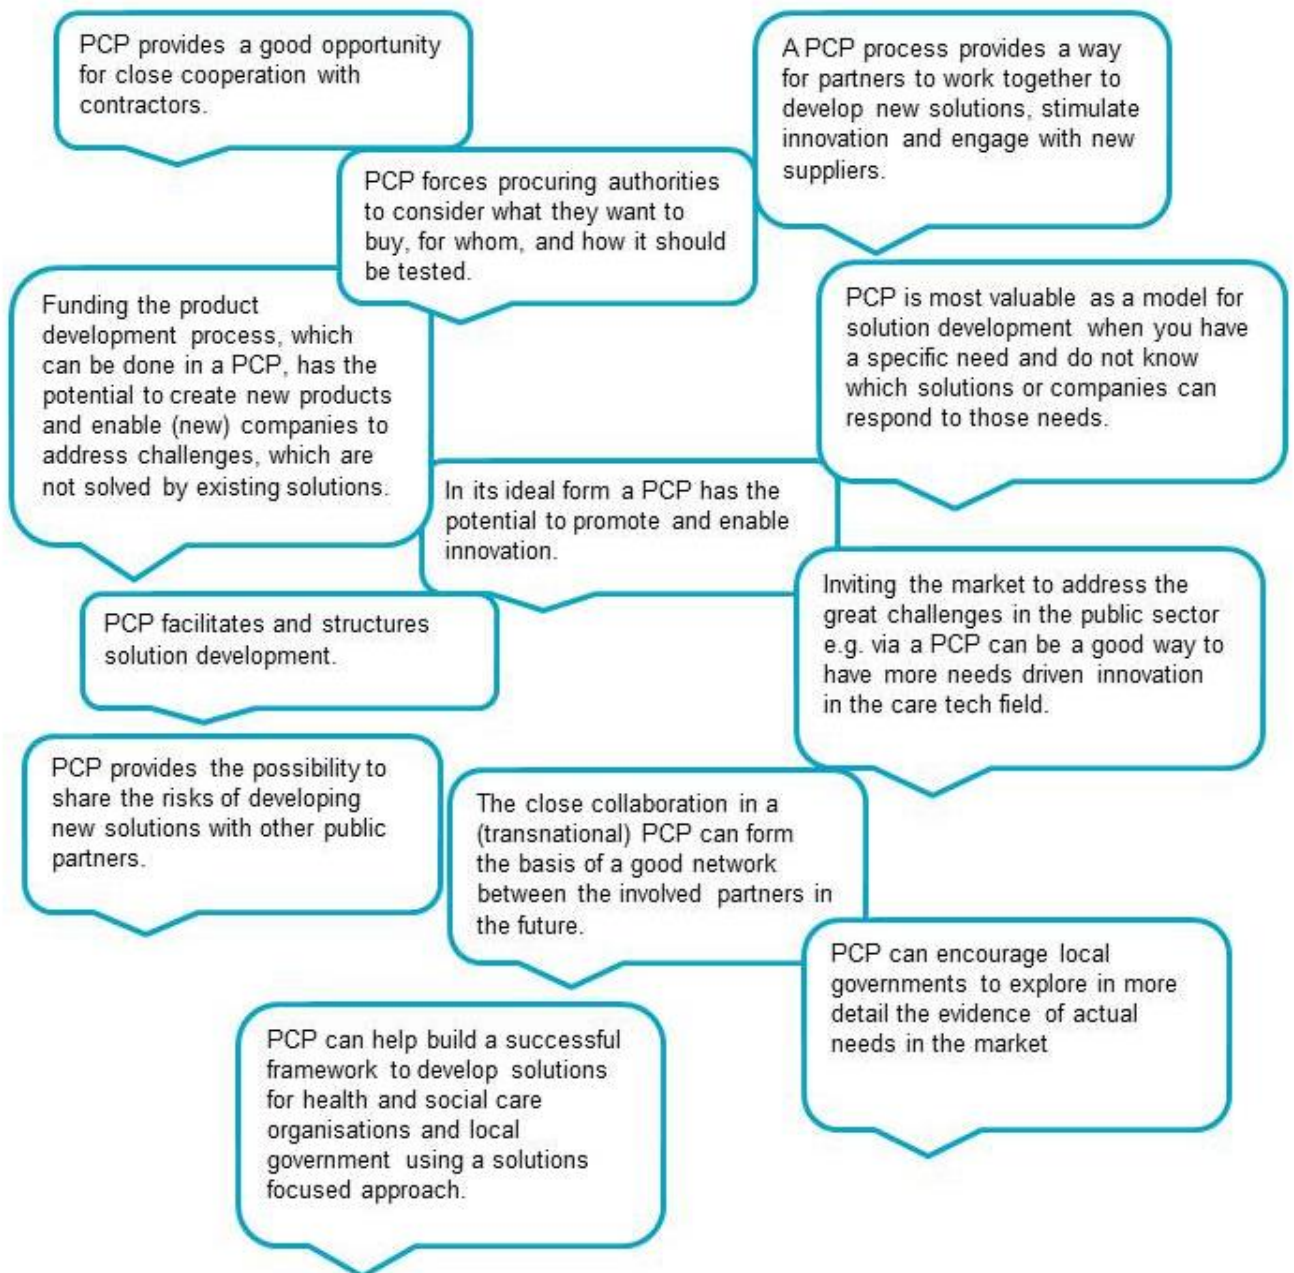 PCP provides a good opportunity
for close cooperation with
contractors.
A PCP process provides a way
for partners to work together to
develop new solutions, stimulate
innovation and engage with new
suppliers.
PCP forces procuring authorities
to consider what they want to
buy, for whom, and how it should
be tested.
Funding the product
development process, which
can be done in a PCP, has the
potential to create new products
and enable (new) companies to
address challenges, which are
not solved by existing solutions.
PCP is most valuable as a model for
solution development when you have
a specific need and do not know
which solutions or companies can
respond to those needs.
In its ideal form a PCP has the
potential to promote and enable
innovation.
Inviting the market to address the
great challenges in the public sector
e.g. via a PCP can be a good way to
have more needs driven innovation
in the care tech field.
PCP facilitates and structures
solution development.
PCP provides the possibility to
share the risks of developing
new solutions with other public
partners.
The close collaboration in a
(transnational) PCP can form
the basis of a good network
between the involved partners in
the future.
PCP can encourage local
governments to explore in more
detail the evidence of actual
needs in the market
PCP can help build a successful
framework to develop solutions
for health and social care
organisations and local
government using a solutions
focused approach.